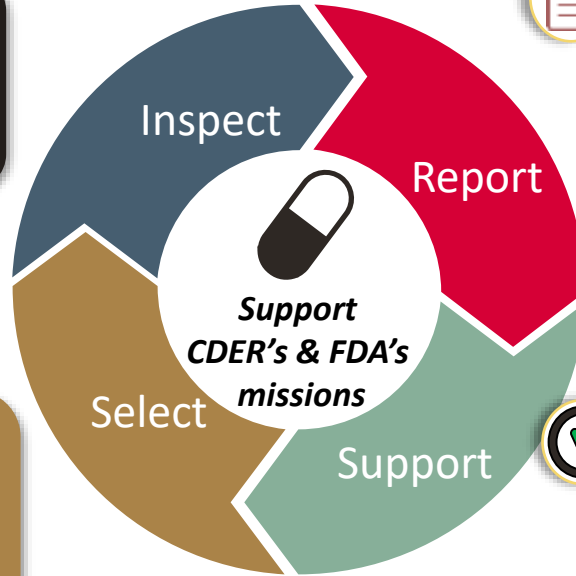 Inspect
Report
Support
CDER's & FDA's
missions
Select
Support